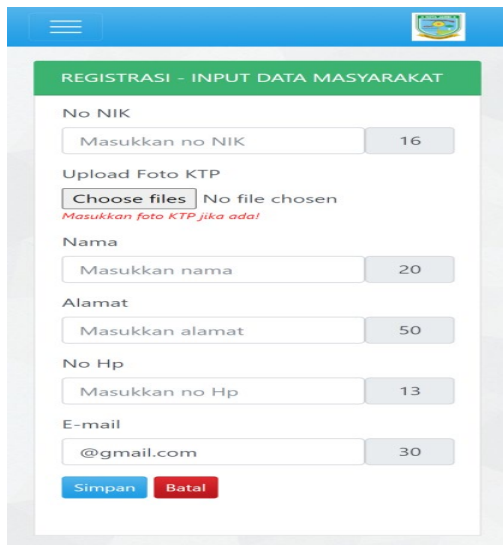 REGISTRASI - INPUT DATA MASYARAKAT
No NIK
Masukkan no NIK 16
Upload Foto KTP
Choose files No file chosen
Masukkan foto KTP jika ada!
Nama
Masukkan nama 20
Alamat
Masukkan alamat 50
No Hp
Masukkan no Hp 13
E-mail
@gmail.com 30
Simpan Batal